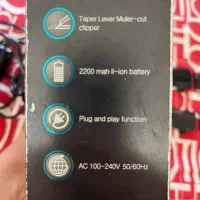 Taper Lever Muler-cut
clipper
2200 mah li-ion battery
Plug and play function
AC 100-240V 50/60Hz